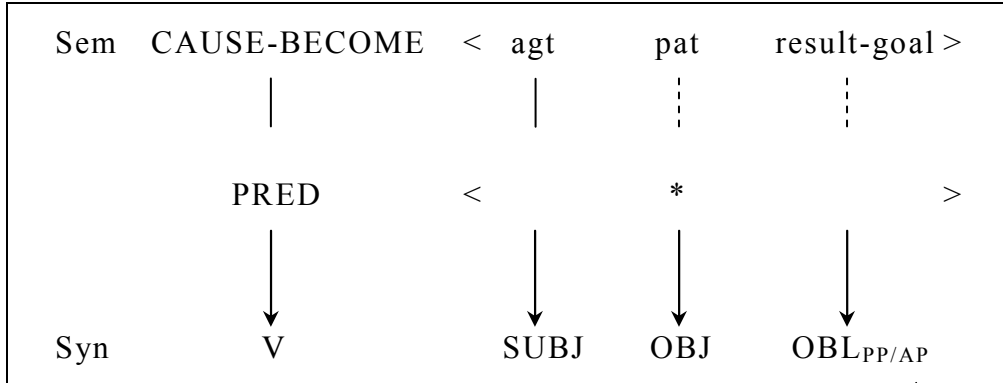 Sem CAUSE-BECOME < agt pat result-goal >
PRED < * >
Syn V SUBJ OBJ OBL_PP/AP